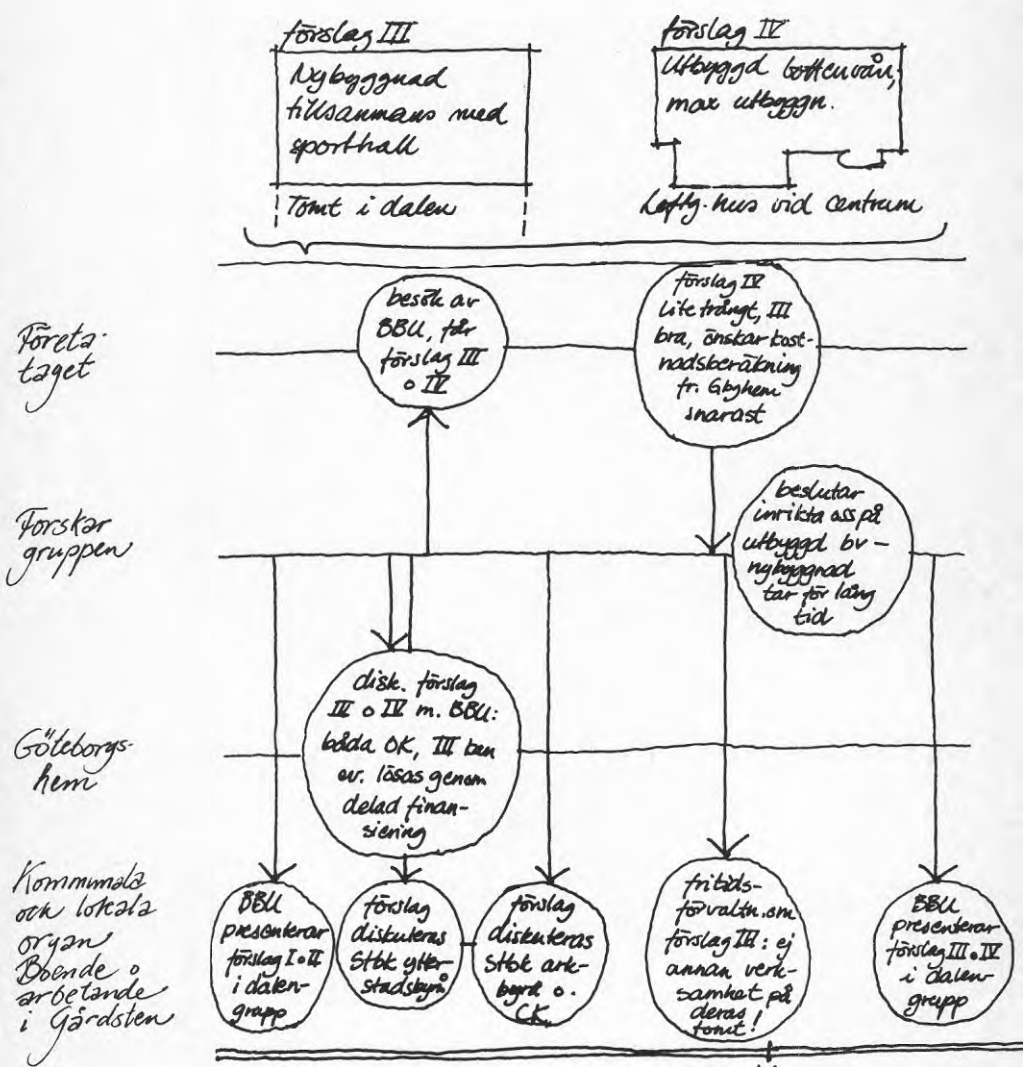 förslag III
Nybyggnad
tillsammans med
sporthall
Tomt i dalen
förslag IV
Utbyggd bottenvån,
max utbyggn.
Loftg. hus vid centrum
Företa-
taget
besök av
BBU, får
förslag III
o IV
förslag IV
Lite trångt, III
bra, önskar kost-
nadsberäkning
fr. Gbghem
snarast
Forskar
gruppen
beslutar
inrikta oss på
utbyggd bv -
nybyggnad
tar för lång
tid
Göteborgs-
hem
disk. förslag
III o IV m. BBU:
båda OK, III kan
ev. lösas genom
delad finan-
siering
Kommunala
och lokala
organ
Boende o
arbetande
i Gårdsten
BBU
presenterar
förslag I o II
i dalen-
grupp
förslag
diskuteras
Stbk ytter-
stadsbyrå
förslag
diskuteras
Stbk ark-
byrå o.
CK
fritids-
förvaltn. om
förslag III: ej
annan verk-
samhet på
deras
tomt!
BBU
presenterar
förslag III o IV
i dalen-
grupp